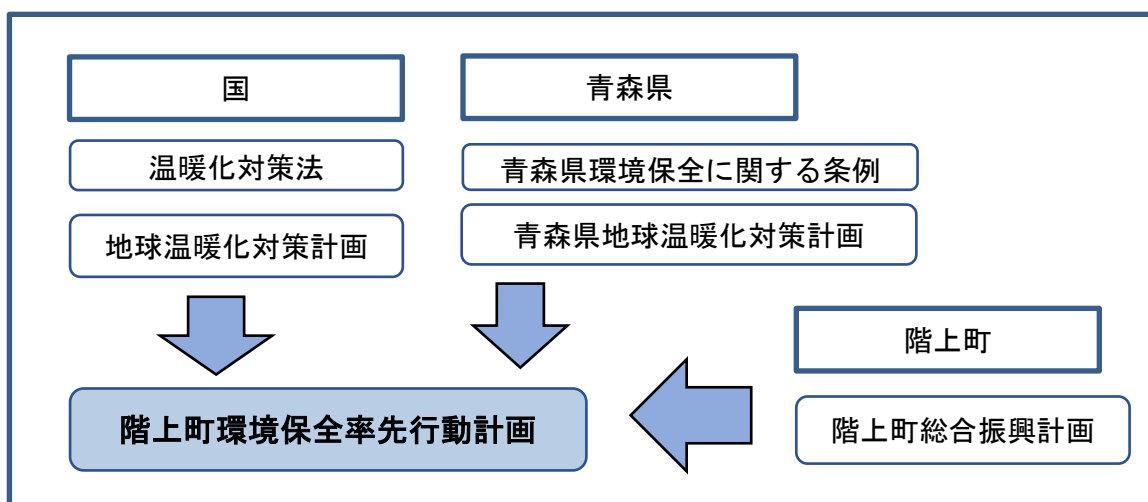 国
温暖化対策法
地球温暖化対策計画
青森県
青森県環境保全に関する条例
青森県地球温暖化対策計画
階上町
階上町総合振興計画
階上町環境保全率先行動計画